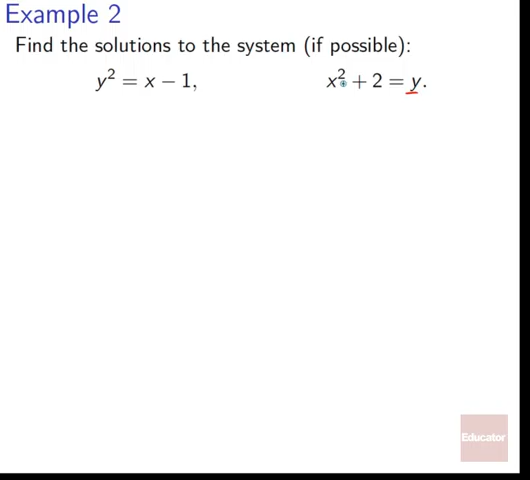 Example 2
Find the solutions to the system (if possible):
y² = x − 1, x² + 2 = y.
Educator